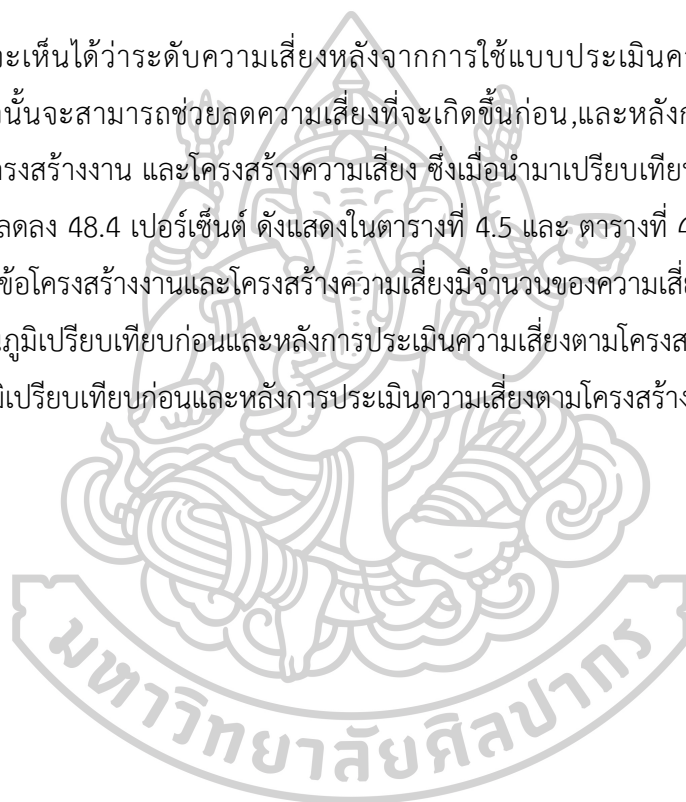 จะเห็นได้ว่าระดับความเสี่ยงหลังจากการใช้แบบประเมิน
นั้นจะสามารถช่วยลดความเสี่ยงที่จะเกิดขึ้นก่อน,และหลัง
โครงสร้างงาน และโครงสร้างความเสี่ยง ซึ่งเมื่อนำมาเปรียบเทียบ
ลดลง 48.4 เปอร์เซ็นต์ ดังแสดงในตารางที่ 4.5 และ ตารางที่
ข้อโครงสร้างงานและโครงสร้างความเสี่ยงมีจำนวนของความเสี่ยง
ภูมิเปรียบเทียบก่อนและหลังการประเมินความเสี่ยงตาม
เปรียบเทียบก่อนและหลังการประเมินความเสี่ยงตามโครงสร้าง
มหาวิทยาลัยศิลปากร